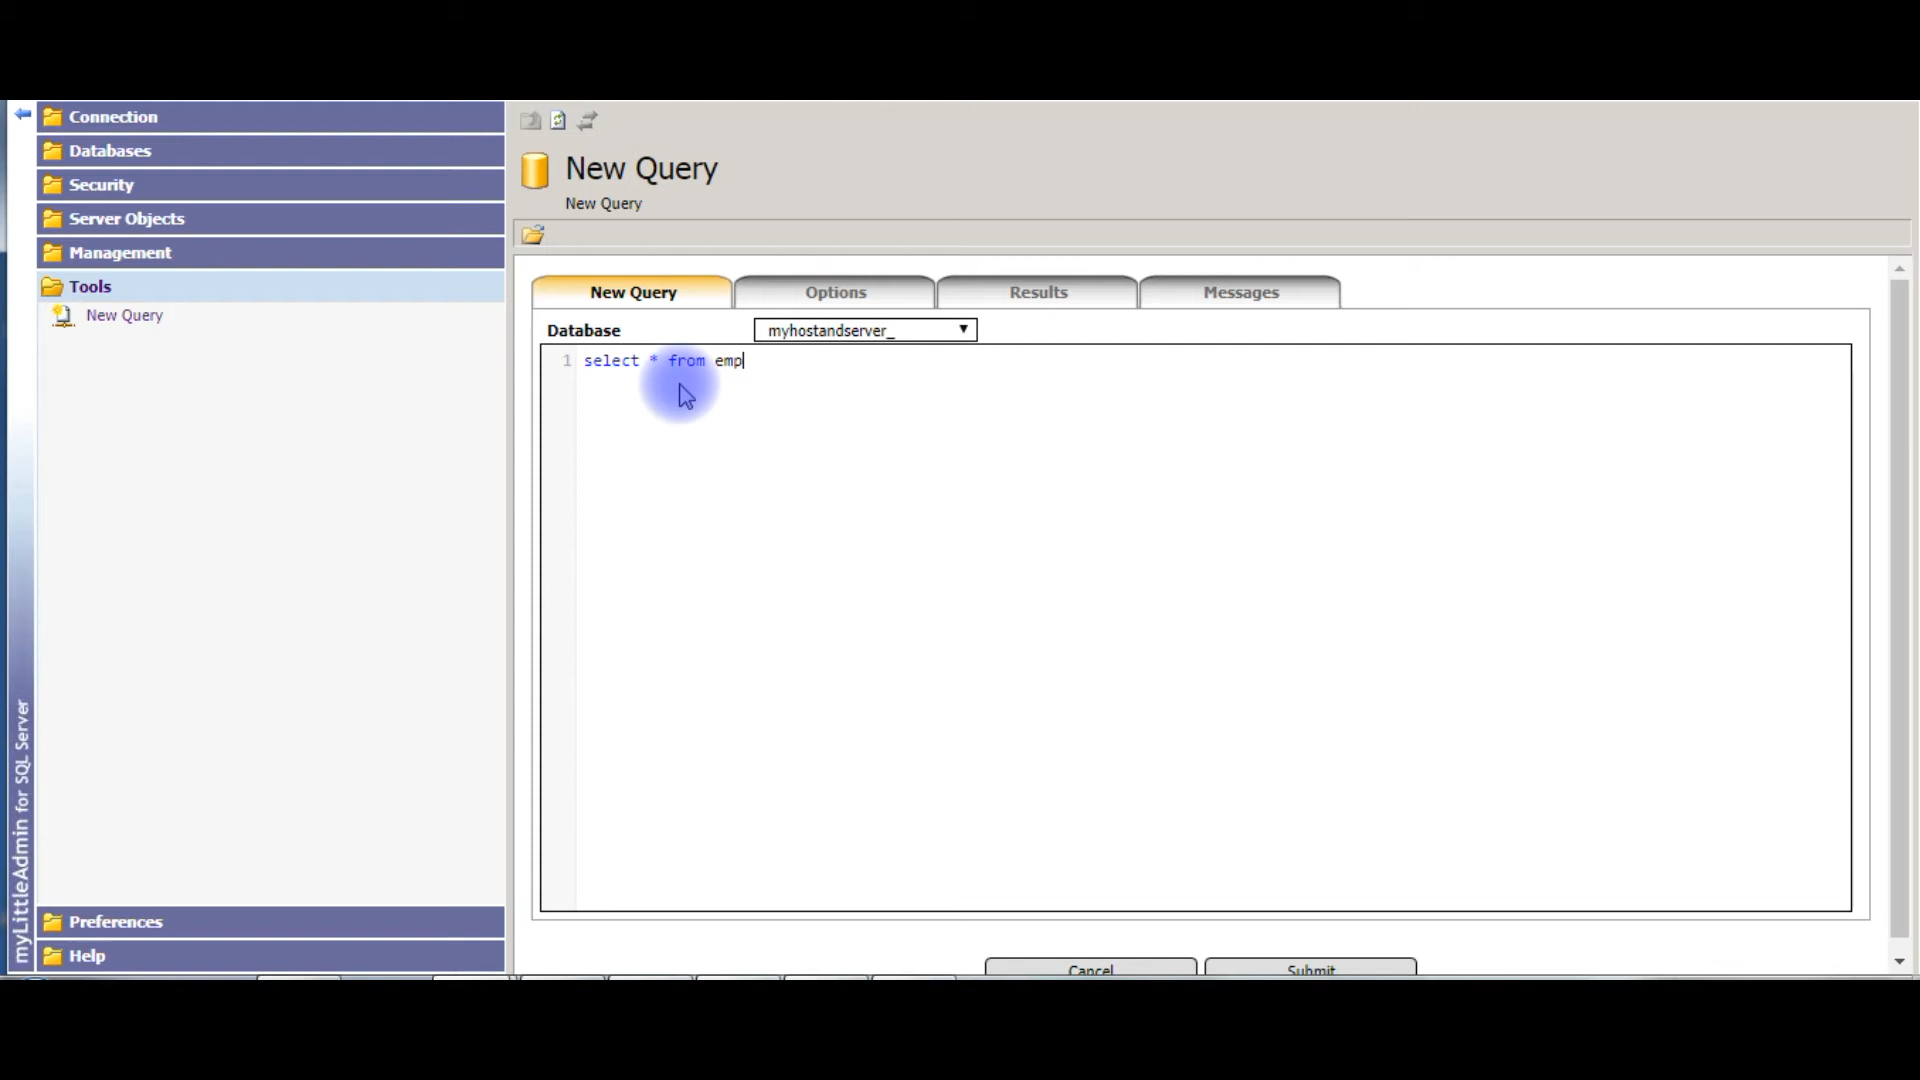 Connection
Databases
Security
Server Objects
Management
Tools
New Query
Preferences
Help
myLittleAdmin for SQL Server
New Query
New Query
New Query Options Results Messages
Database myhostandserver_
1 select * from emp
Cancel Submit